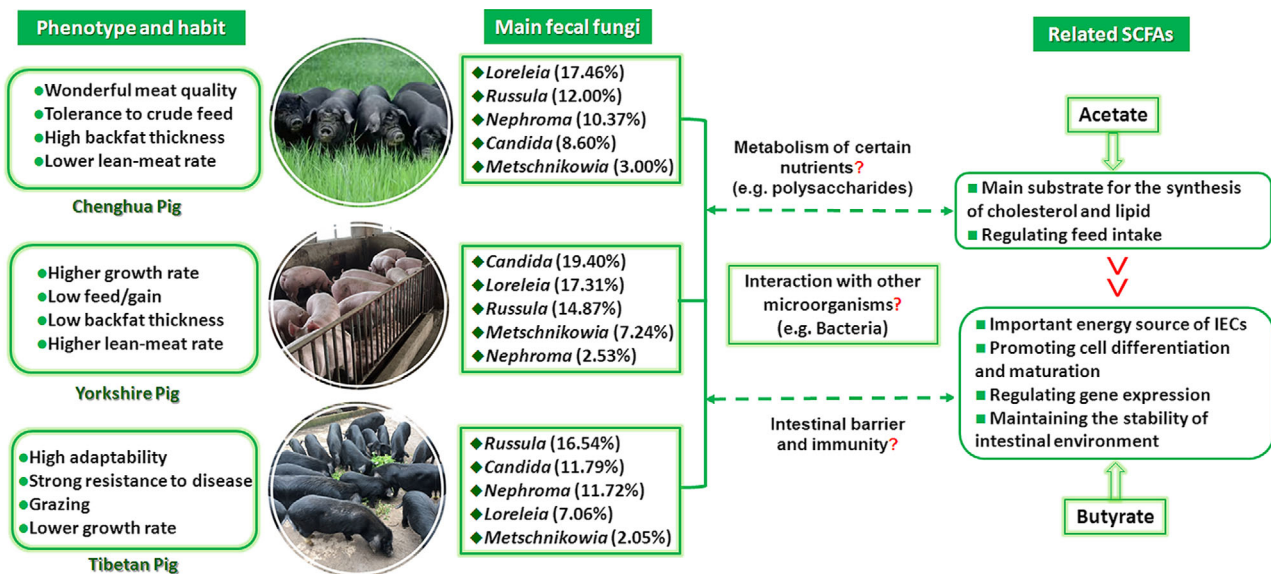 Phenotype and habit
●Wonderful meat quality
●Tolerance to crude feed
●High backfat thickness
●Lower lean-meat rate
Chenghua Pig
●Higher growth rate
●Low feed/gain
●Low backfat thickness
●Higher lean-meat rate
Yorkshire Pig
●High adaptability
●Strong resistance to disease
●Grazing
●Lower growth rate
Tibetan Pig
Main fecal fungi
◆Loreleia (17.46%)
◆Russula (12.00%)
◆Nephroma (10.37%)
◆Candida (8.60%)
◆Metschnikowia (3.00%)
◆Candida (19.40%)
◆Loreleia (17.31%)
◆Russula (14.87%)
◆Metschnikowia (7.24%)
◆Nephroma (2.53%)
◆Russula (16.54%)
◆Candida (11.79%)
◆Nephroma (11.72%)
◆Loreleia (7.06%)
◆Metschnikowia (2.05%)
Metabolism of certain
nutrients?
(e.g. polysaccharides)
Interaction with other
microorganisms?
(e.g. Bacteria)
Intestinal barrier
and immunity?
Related SCFAs
Acetate
■ Main substrate for the synthesis
of cholesterol and lipid
■ Regulating feed intake
■ Important energy source of IECs
■ Promoting cell differentiation
and maturation
■ Regulating gene expression
■ Maintaining the stability of
intestinal environment
Butyrate